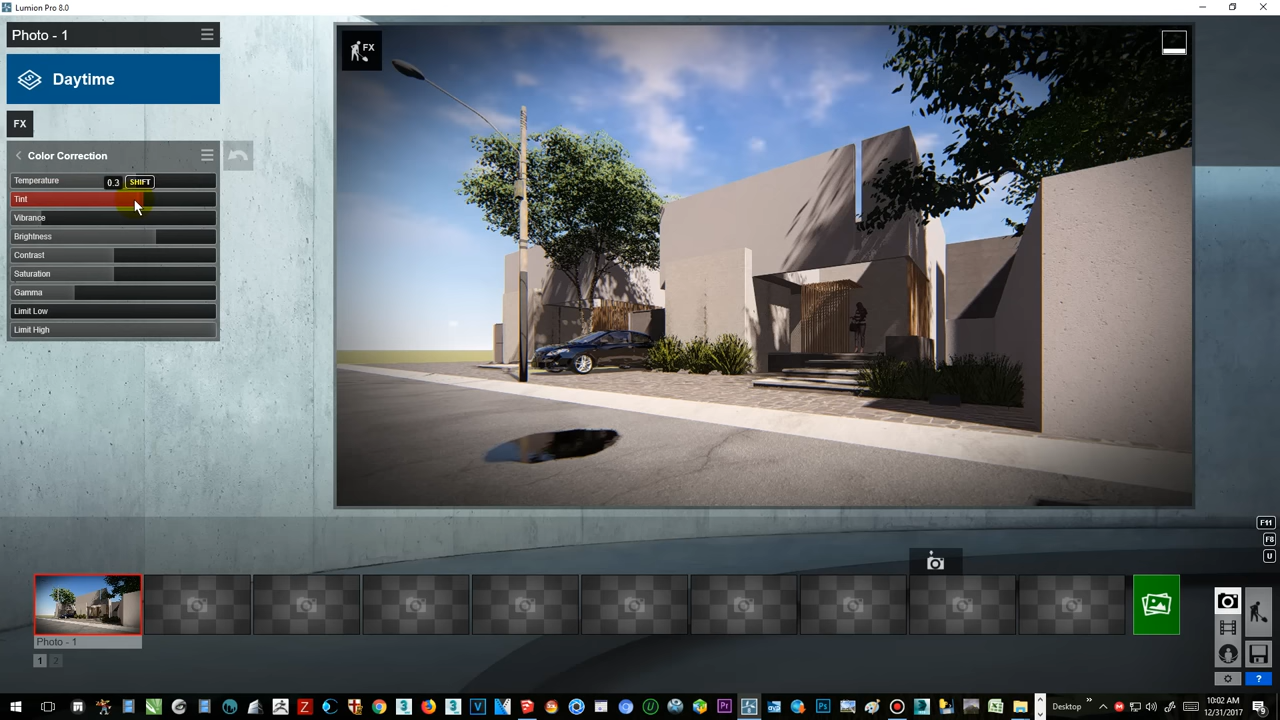 Lumion Pro 8.0
Photo - 1
FX
Daytime
FX
Color Correction
Temperature
0.3 SHIFT
Tint
Vibrance
Brightness
Contrast
Saturation
Gamma
Limit Low
Limit High
F11
F8
U
Photo - 1
1 2
?
Desktop
10:02 AM
12/31/2017